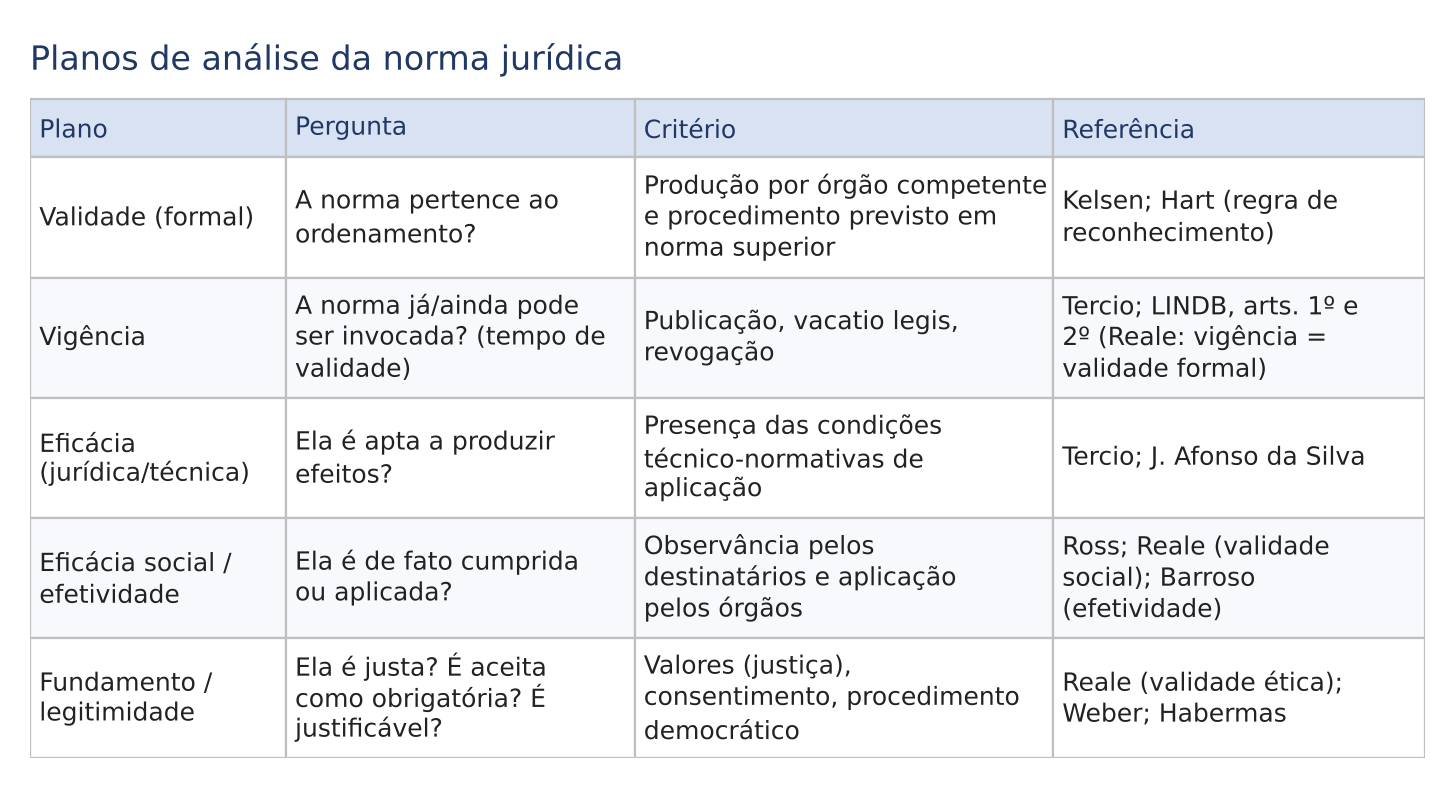 Planos de análise da norma jurídica
Plano
Pergunta
Critério
Referência
Validade (formal)
A norma pertence ao
ordenamento?
Produção por órgão competente
e procedimento previsto em
norma superior
Kelsen; Hart (regra de
reconhecimento)
Vigência
A norma já/ainda pode
ser invocada? (tempo de
validade)
Publicação, vacatio legis,
revogação
Tercio; LINDB, arts. 1º e
2º (Reale: vigência =
validade formal)
Eficácia
(jurídica/técnica)
Ela é apta a produzir
efeitos?
Presença das condições
técnico-normativas de
aplicação
Tercio; J. Afonso da Silva
Eficácia social /
efetividade
Ela é de fato cumprida
ou aplicada?
Observância pelos
destinatários e aplicação
pelos órgãos
Ross; Reale (validade
social); Barroso
(efetividade)
Fundamento /
legitimidade
Ela é justa? É aceita
como obrigatória? É
justificável?
Valores (justiça),
consentimento, procedimento
democrático
Reale (validade ética);
Weber; Habermas